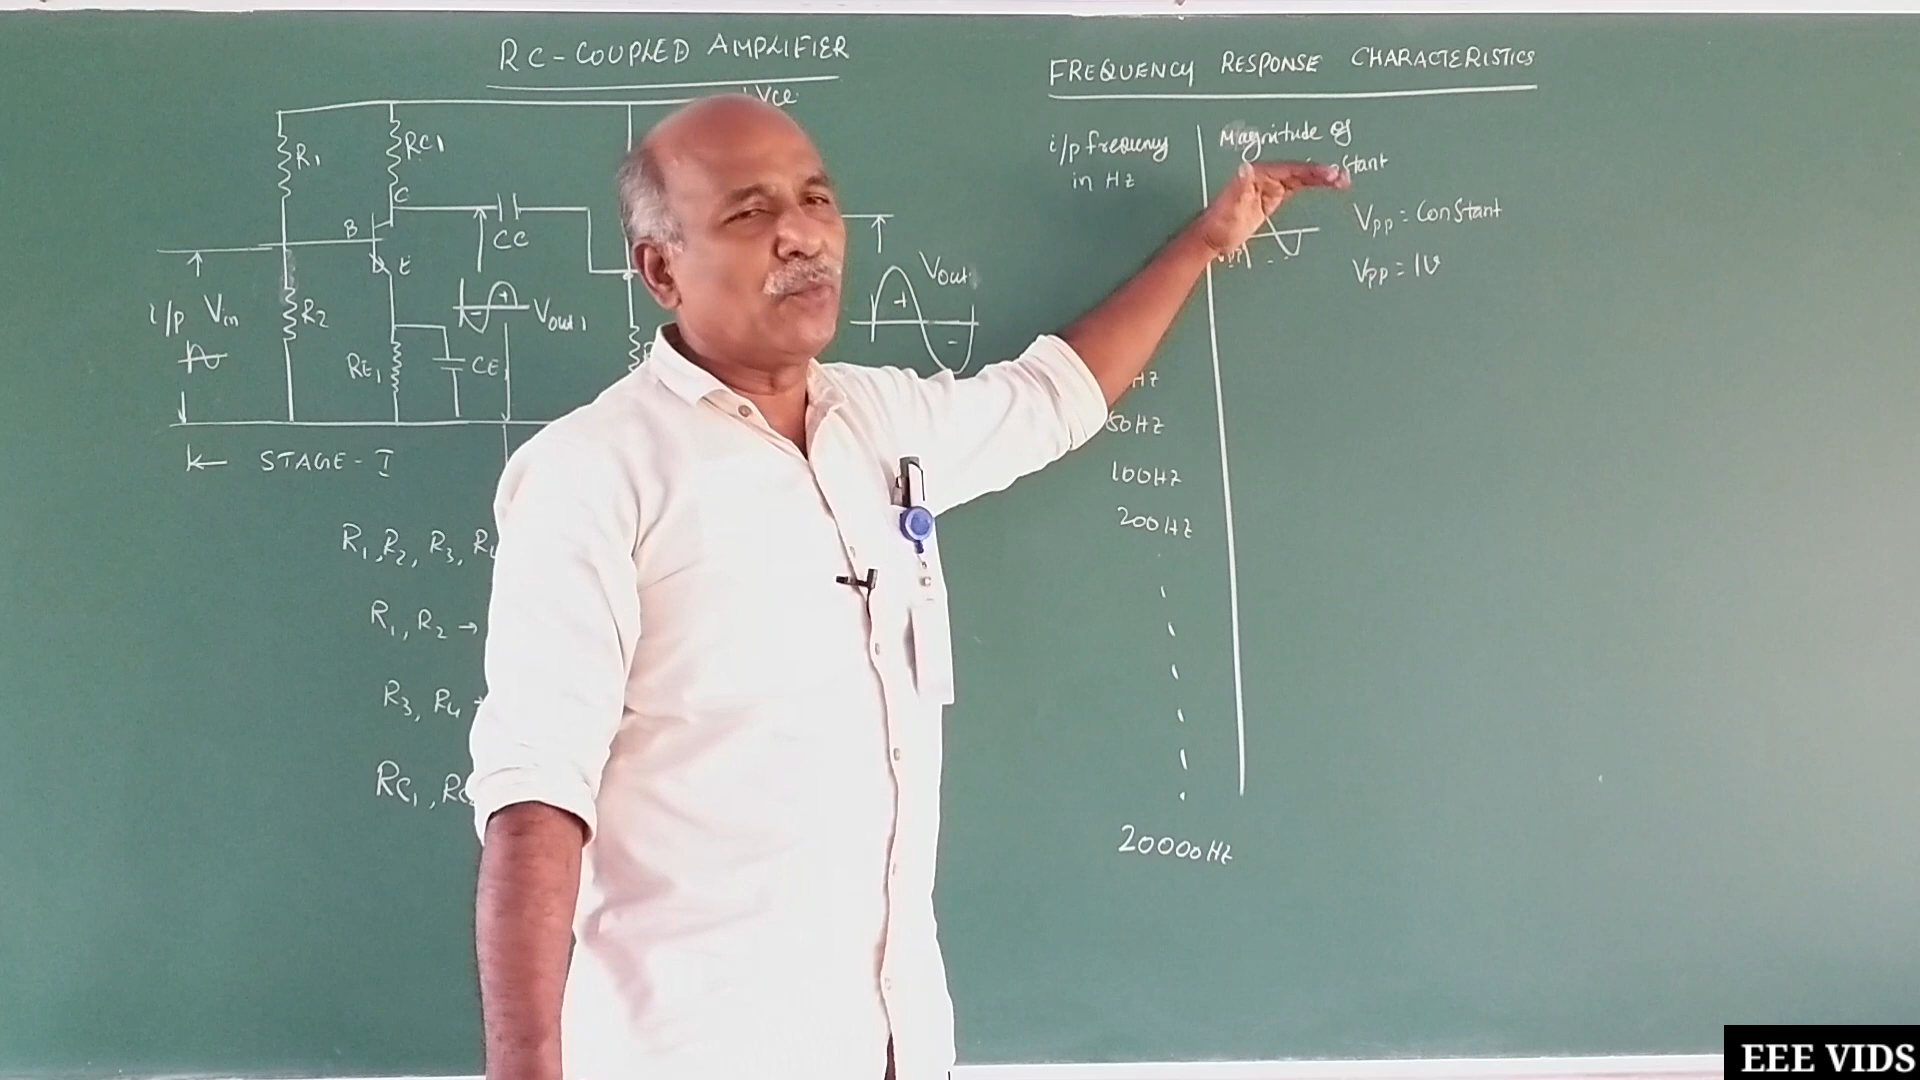 RC-COUPLED AMPLIFIER
+Vcc
R1
RC1
C
B
E
CC
i/p Vin
R2
RE1
CE1
Vout1
Vout
+
-
+
-
STAGE-I
R1, R2, R3, R4
R1, R2 →
R3, R4
RC1, RC2
FREQUENCY RESPONSE CHARACTERISTICS
i/p frequency
in Hz
Magnitude of
VPP = Constant
VPP = 1V
Hz
50Hz
100Hz
200Hz
20000Hz
EEE VIDS